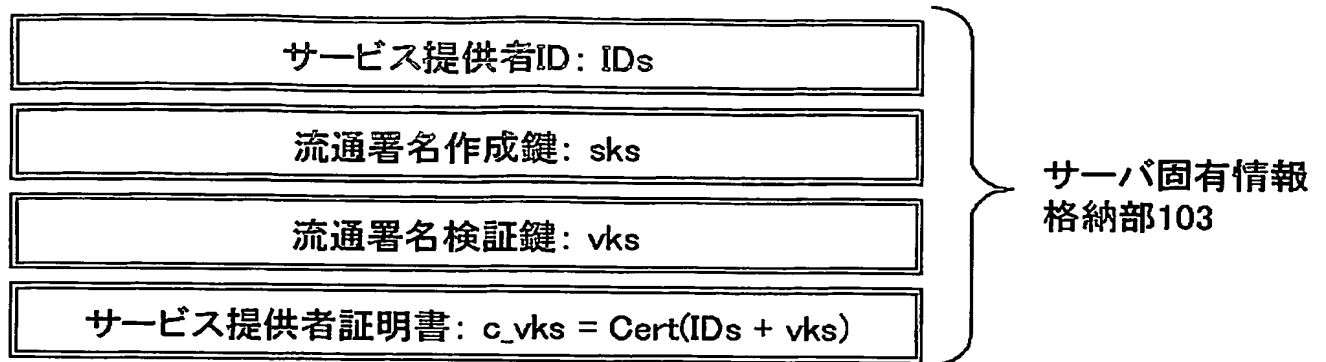 サービス提供者ID: IDs
流通署名作成鍵: sks
流通署名検証鍵: vks
サービス提供者証明書: c_vks = Cert(IDs + vks)
サーバ固有情報
格納部103